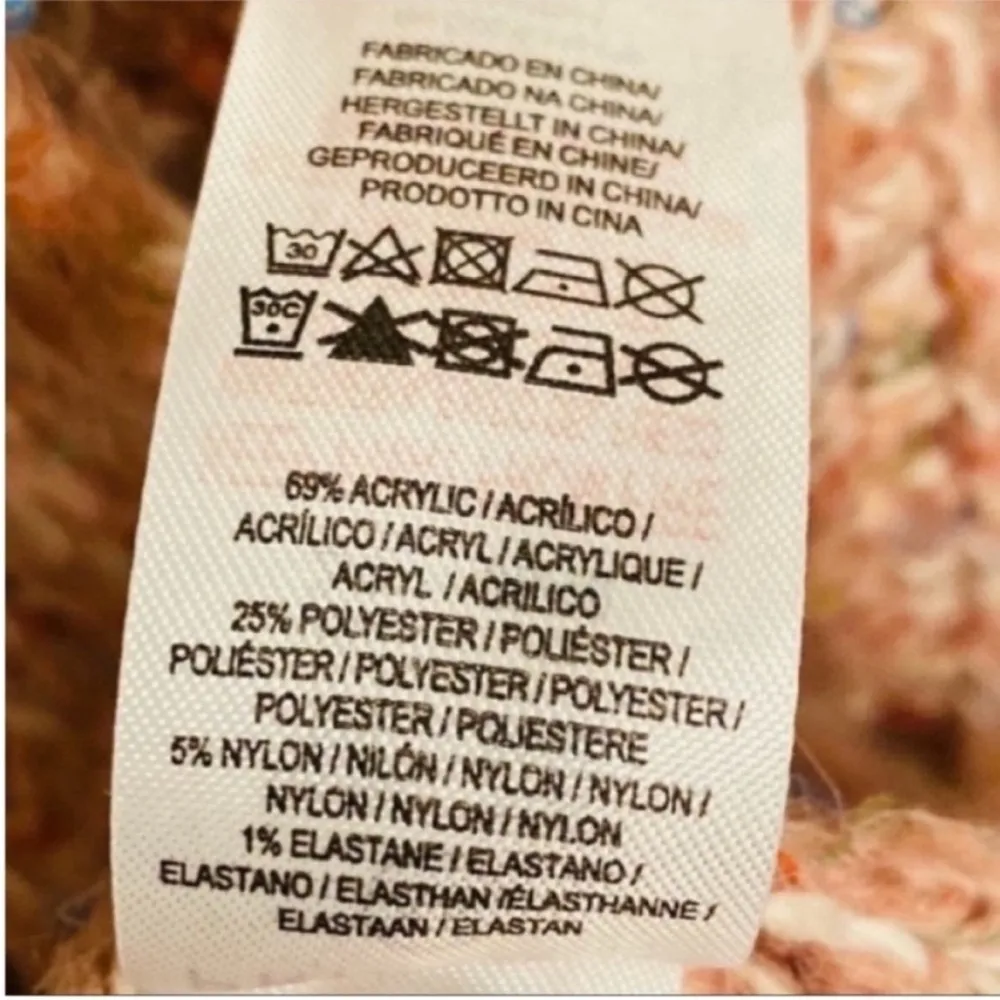 FABRICADO EN CHINA/
FABRICADO NA CHINA/
HERGESTELLT IN CHINA/
FABRIQUÉ EN CHINE/
GEPRODUCEERD IN CHINA/
PRODOTTO IN CINA
30
30C
69% ACRYLIC / ACRÍLICO /
ACRÍLICO / ACRYL / ACRYLIQUE /
ACRYL / ACRILICO
25% POLYESTER / POLIÉSTER /
POLIÉSTER / POLYESTER / POLYESTER /
POLYESTER / POLIESTERE
5% NYLON / NILÓN / NYLON / NYLON /
NYLON / NYLON / NYLON
1% ELASTANE / ELASTANO /
ELASTANO / ELASTHAN /ÉLASTHANNE /
ELASTAAN / ELASTAN